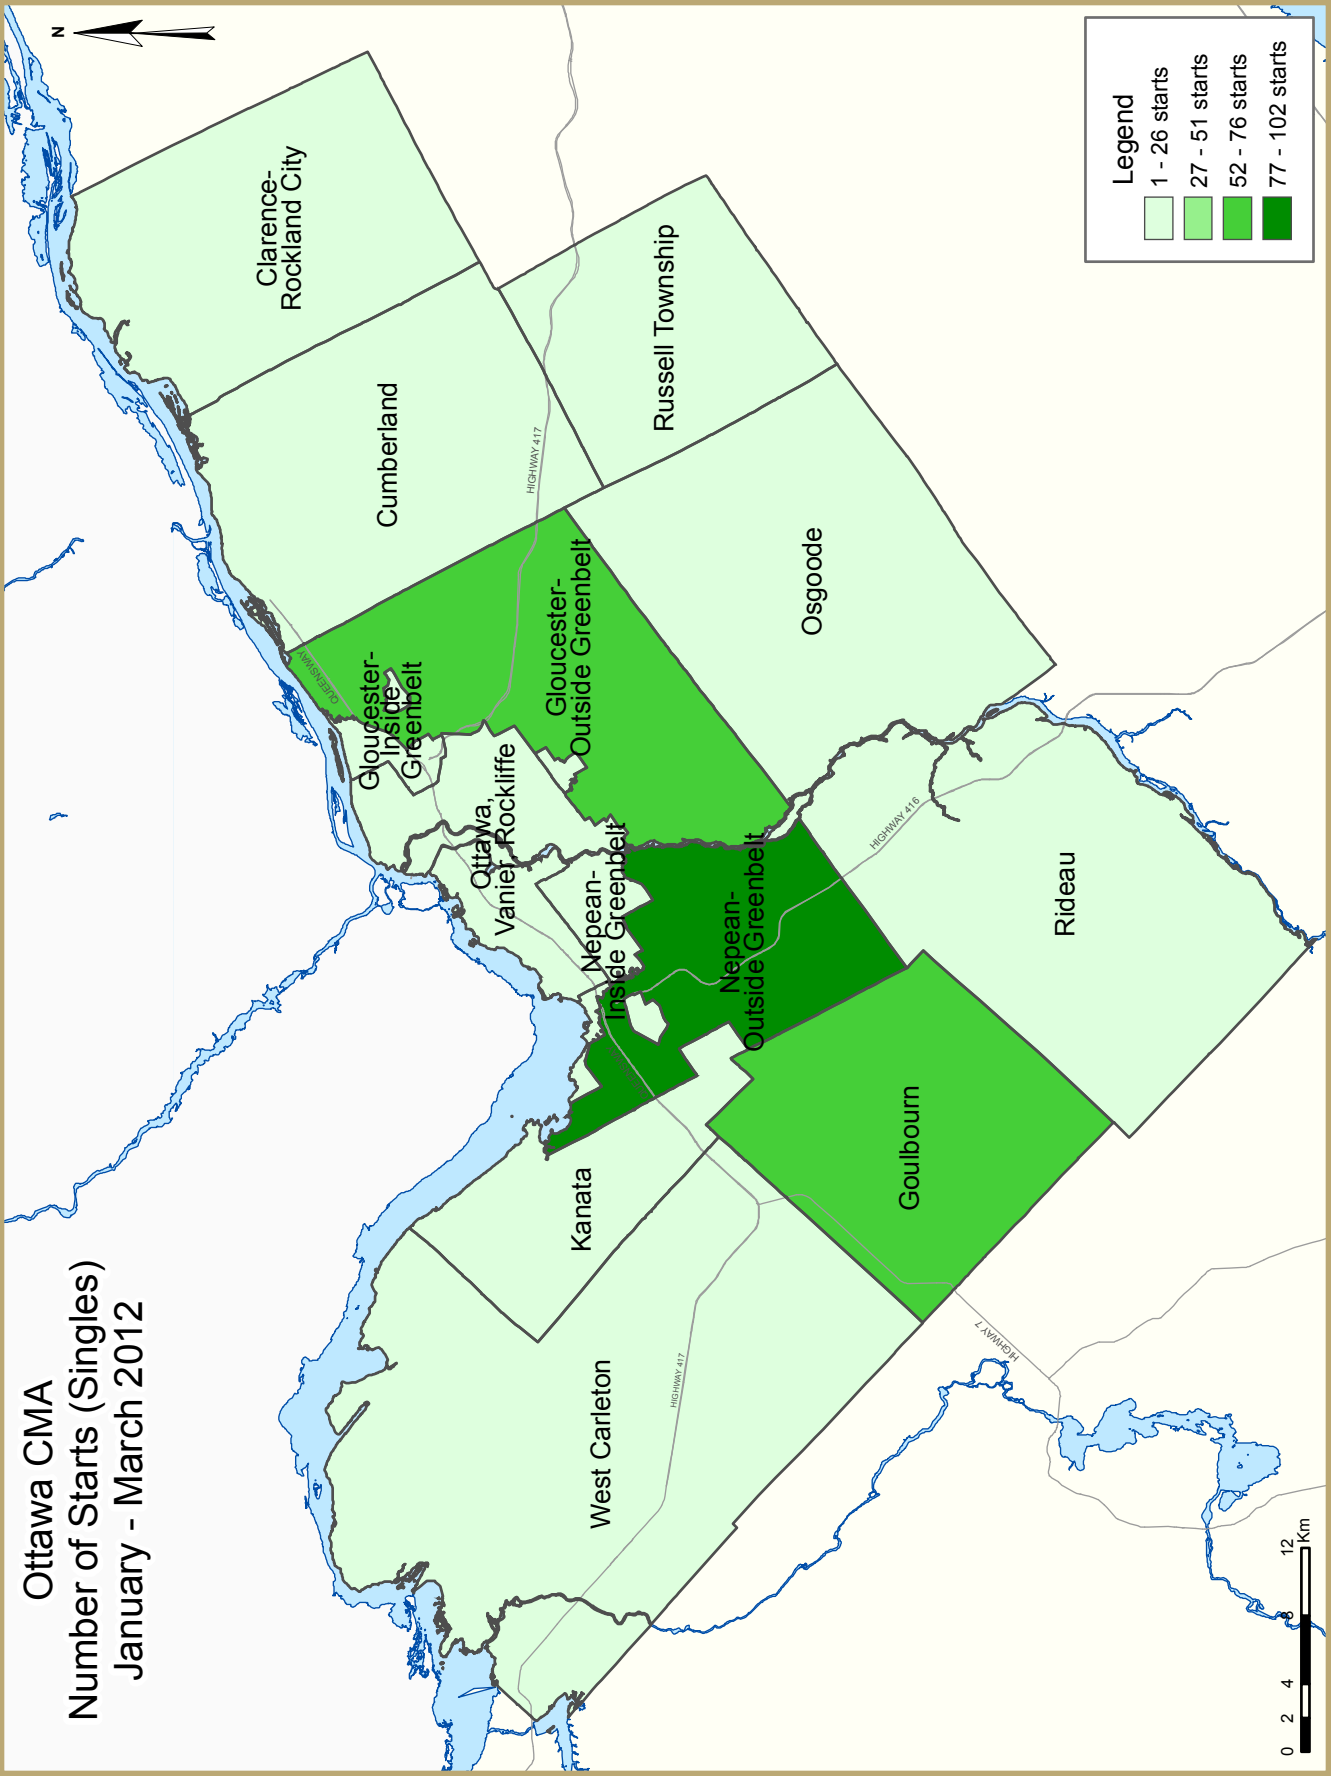 Ottawa CMA
Number of Starts (Singles)
January - March 2012
N
Clarence-
Rockland City
Cumberland
Russell Township
HIGHWAY 417
QUEENSWAY
Gloucester-
Inside
Greenbelt
Gloucester-
Outside Greenbelt
Osgoode
Ottawa,
Vanier, Rockliffe
Nepean-
Inside Greenbelt
Nepean-
Outside Greenbelt
HIGHWAY 416
Rideau
Kanata
Goulbourn
West Carleton
HIGHWAY 417
HIGHWAY 7
Legend
1 - 26 starts
27 - 51 starts
52 - 76 starts
77 - 102 starts
0 2 4 8 12
Km